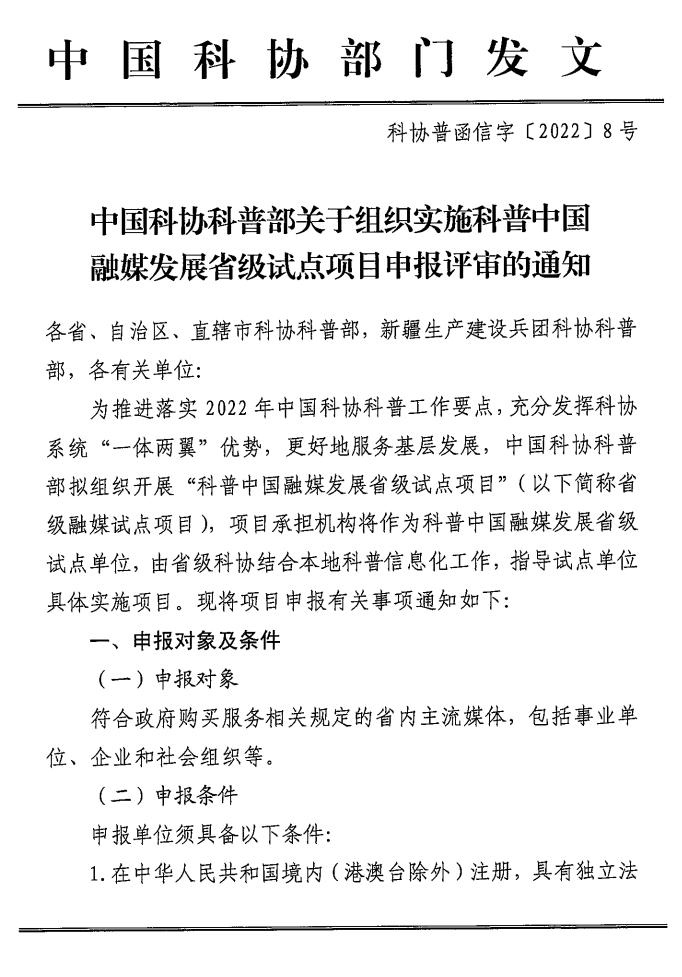 中国科协部门发文
科协普函信字〔2022〕8号
中国科协科普部关于组织实施科普中国
融媒发展省级试点项目申报评审的通知
各省、自治区、直辖市科协科普部，新疆生产建设兵团科协科普
部，各有关单位：
为推进落实 2022 年中国科协科普工作要点，充分发挥科协
系统“一体两翼”优势，更好地服务基层发展，中国科协科普
部拟组织开展“科普中国融媒发展省级试点项目”（以下简称省
级融媒试点项目），项目承担机构将作为科普中国融媒发展省级
试点单位，由省级科协结合本地科普信息化工作，指导试点单位
具体实施项目。现将项目申报有关事项通知如下：
一、申报对象及条件
（一）申报对象
符合政府购买服务相关规定的省内主流媒体，包括事业单
位、企业和社会组织等。
（二）申报条件
申报单位须具备以下条件：
1.在中华人民共和国境内（港澳台除外）注册，具有独立法